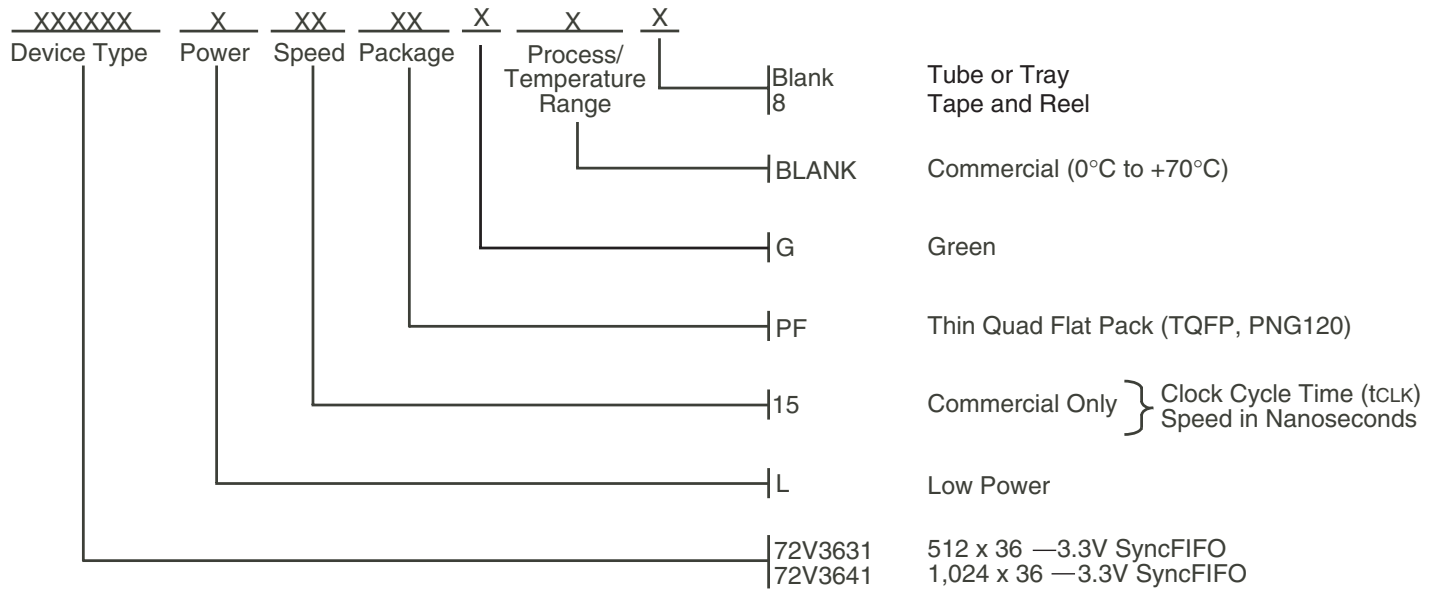 XXXXXX X XX XX X X X
Device Type Power Speed Package Process/
Temperature
Range
Blank Tube or Tray
8 Tape and Reel
BLANK Commercial (0°C to +70°C)
G Green
PF Thin Quad Flat Pack (TQFP, PNG120)
15 Commercial Only Clock Cycle Time (tCLK)
Speed in Nanoseconds
L Low Power
72V3631 512 x 36 —3.3V SyncFIFO
72V3641 1,024 x 36 —3.3V SyncFIFO